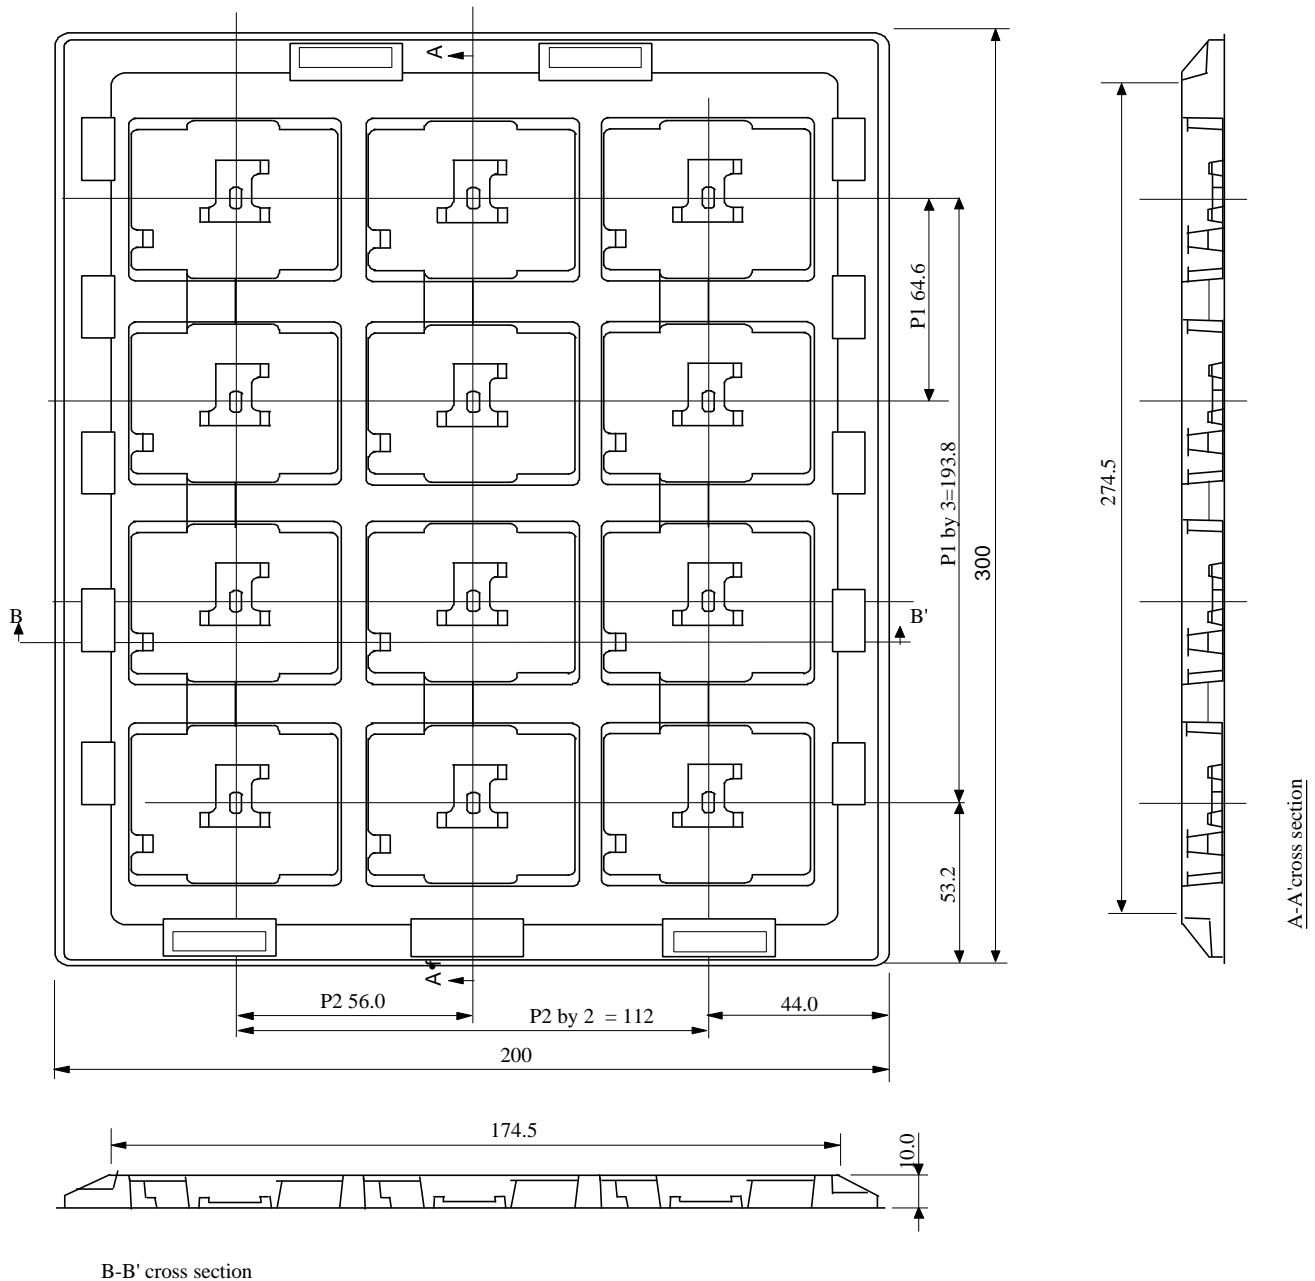 A
P1 64.6
P1 by 3=193.8
300
274.5
B
B'
53.2
A-A'cross section
A
P2 56.0
P2 by 2 = 112
44.0
200
174.5
10.0
B-B' cross section